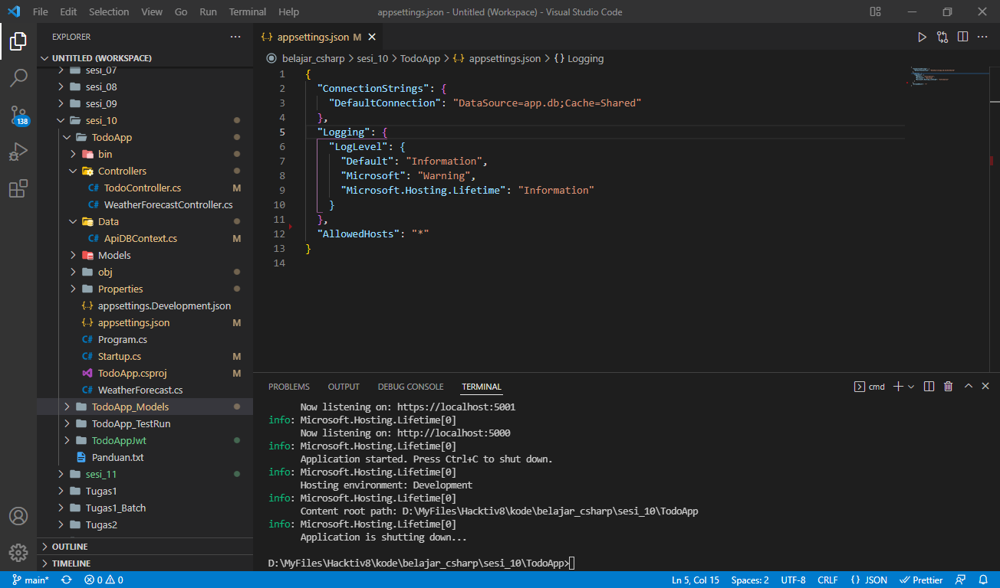 File Edit Selection View Go Run Terminal Help
appsettings.json - Untitled (Workspace) - Visual Studio Code
EXPLORER
UNTITLED (WORKSPACE)
sesi_07
sesi_08
sesi_09
sesi_10
TodoApp
bin
Controllers
C# TodoController.cs M
C# WeatherForecastController.cs
Data
C# ApiDBContext.cs M
Models
obj
Properties
{..} appsettings.Development.json
{..} appsettings.json M
C# Program.cs
C# Startup.cs M
TodoApp.csproj M
C# WeatherForecast.cs
TodoApp_Models
TodoApp_TestRun
TodoAppJwt
Panduan.txt
sesi_11
Tugas1
Tugas1_Batch
Tugas2
OUTLINE
TIMELINE
138
{..} appsettings.json M
belajar_csharp > sesi_10 > TodoApp > {..} appsettings.json > {} Logging
1 {
2 "ConnectionStrings": {
3 "DefaultConnection": "DataSource=app.db;Cache=Shared"
4 },
5 "Logging": {
6 "LogLevel": {
7 "Default": "Information",
8 "Microsoft": "Warning",
9 "Microsoft.Hosting.Lifetime": "Information"
10 }
11 },
12 "AllowedHosts": "*"
13 }
14
PROBLEMS OUTPUT DEBUG CONSOLE TERMINAL
cmd
Now listening on: https://localhost:5001
info: Microsoft.Hosting.Lifetime[0]
Now listening on: http://localhost:5000
info: Microsoft.Hosting.Lifetime[0]
Application started. Press Ctrl+C to shut down.
info: Microsoft.Hosting.Lifetime[0]
Hosting environment: Development
info: Microsoft.Hosting.Lifetime[0]
Content root path: D:\MyFiles\Hacktiv8\kode\belajar_csharp\sesi_10\TodoApp
info: Microsoft.Hosting.Lifetime[0]
Application is shutting down...
D:\MyFiles\Hacktiv8\kode\belajar_csharp\sesi_10\TodoApp>
main* 0 0
Ln 5, Col 15 Spaces: 2 UTF-8 CRLF {} JSON Prettier